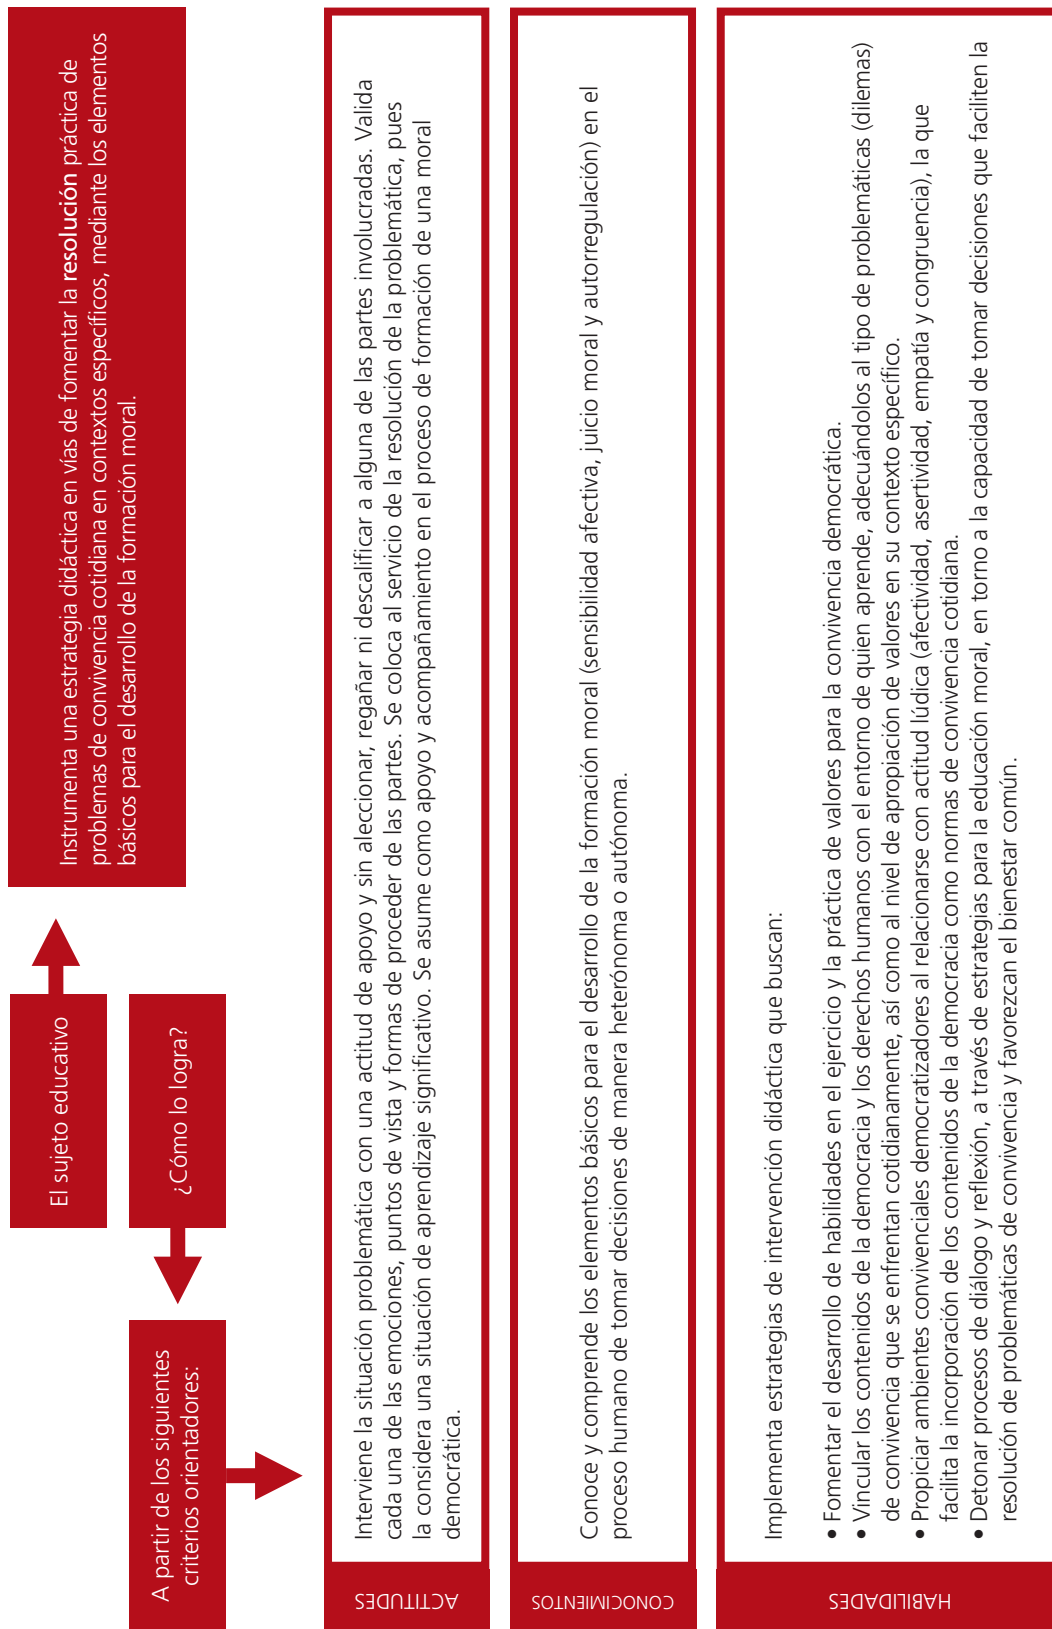 El sujeto educativo
Instrumenta una estrategia didáctica en vías de fomentar la resolución práctica de
problemas de convivencia cotidiana en contextos específicos, mediante los elementos
básicos para el desarrollo de la formación moral.
¿Cómo lo logra?
A partir de los siguientes
criterios orientadores:
ACTITUDES
Interviene la situación problemática con una actitud de apoyo y sin aleccionar, regañar ni descalificar a alguna de las partes involucradas. Valida
cada una de las emociones, puntos de vista y formas de proceder de las partes. Se coloca al servicio de la resolución de la problemática, pues
la considera una situación de aprendizaje significativo. Se asume como apoyo y acompañamiento en el proceso de formación de una moral
democrática.
CONOCIMIENTOS
Conoce y comprende los elementos básicos para el desarrollo de la formación moral (sensibilidad afectiva, juicio moral y autorregulación) en el
proceso humano de tomar decisiones de manera heterónoma o autónoma.
HABILIDADES
Implementa estrategias de intervención didáctica que buscan:
• Fomentar el desarrollo de habilidades en el ejercicio y la práctica de valores para la convivencia democrática.
• Vincular los contenidos de la democracia y los derechos humanos con el entorno de quien aprende, adecuándolos al tipo de problemáticas (dilemas)
de convivencia que se enfrentan cotidianamente, así como al nivel de apropiación de valores en su contexto específico.
• Propiciar ambientes convivenciales democratizadores al relacionarse con actitud lúdica (afectividad, asertividad, empatía y congruencia), la que
facilita la incorporación de los contenidos de la democracia como normas de convivencia cotidiana.
• Detonar procesos de diálogo y reflexión, a través de estrategias para la educación moral, en torno a la capacidad de tomar decisiones que faciliten la
resolución de problemáticas de convivencia y favorezcan el bienestar común.